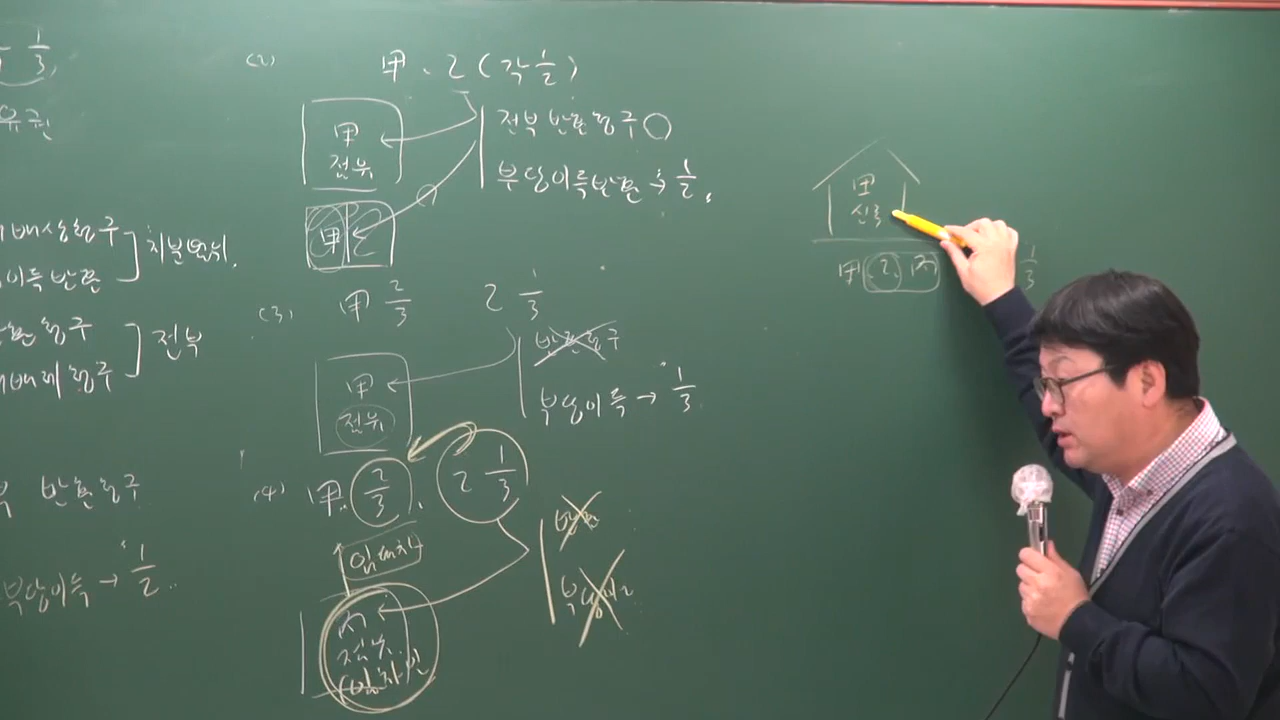 1/3
유권
배상청구
이득반환
지분범위.
반환청구
배제청구
전부
반환청구
부당이득 → 1/2
(2) 甲、乙 (각 1/2)
甲
점유
전부 반환청구 ○
부당이득반환 → 1/2.
甲 乙
(3) 甲 2/3 乙 1/3
甲
점유
반환청구
부당이득 → 1/3
(4) 甲 2/3 . 乙 1/3
임대차
반환
부당이득
丙
점유
(임차인)
甲
신축
甲 乙 丙
1/3